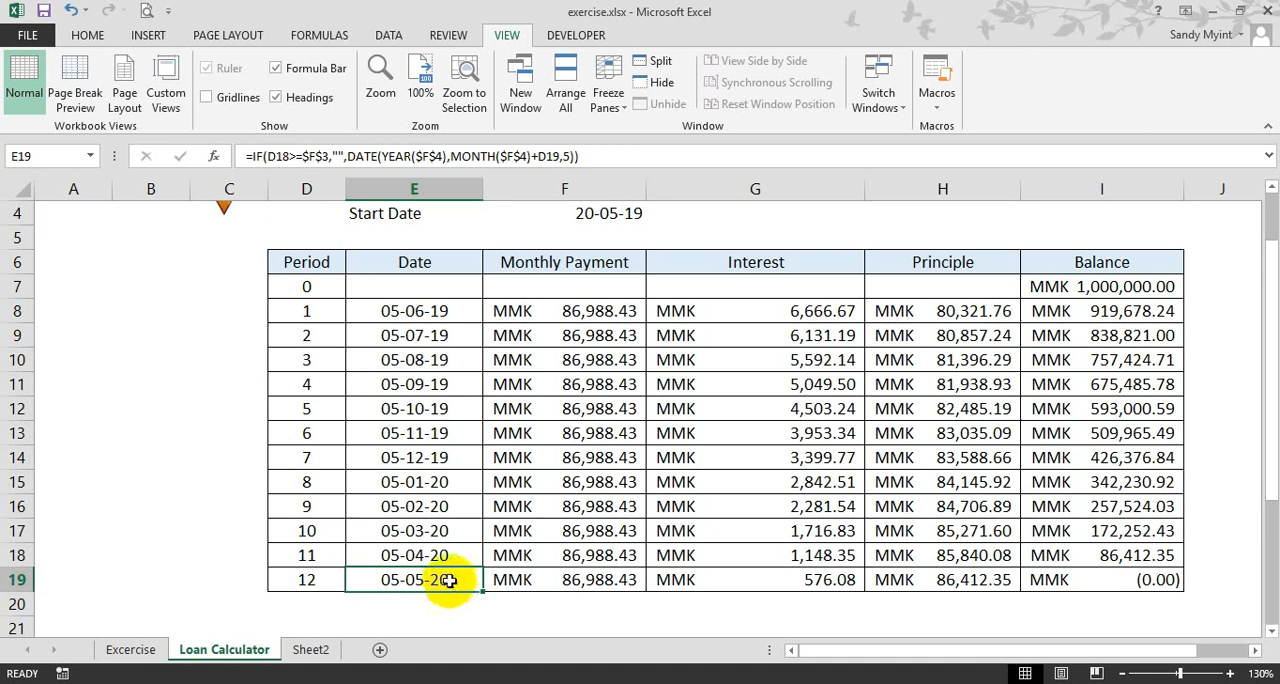 exercise.xlsx - Microsoft Excel
?
FILE HOME INSERT PAGE LAYOUT FORMULAS DATA REVIEW VIEW DEVELOPER Sandy Myint
Normal Page Break Preview Page Layout Custom Views Ruler Formula Bar Gridlines Headings Zoom 100% Zoom to Selection New Window Arrange All Freeze Panes Split Hide Unhide View Side by Side Synchronous Scrolling Reset Window Position Switch Windows Macros
Workbook Views Show Zoom Window Macros
E19 fx =IF(D18>=$F$3,"",DATE(YEAR($F$4),MONTH($F$4)+D19,5))
A B C D E F G H I J
4 Start Date 20-05-19
5
6 Period Date Monthly Payment Interest Principle Balance
7 0 MMK 1,000,000.00
8 1 05-06-19 MMK 86,988.43 MMK 6,666.67 MMK 80,321.76 MMK 919,678.24
9 2 05-07-19 MMK 86,988.43 MMK 6,131.19 MMK 80,857.24 MMK 838,821.00
10 3 05-08-19 MMK 86,988.43 MMK 5,592.14 MMK 81,396.29 MMK 757,424.71
11 4 05-09-19 MMK 86,988.43 MMK 5,049.50 MMK 81,938.93 MMK 675,485.78
12 5 05-10-19 MMK 86,988.43 MMK 4,503.24 MMK 82,485.19 MMK 593,000.59
13 6 05-11-19 MMK 86,988.43 MMK 3,953.34 MMK 83,035.09 MMK 509,965.49
14 7 05-12-19 MMK 86,988.43 MMK 3,399.77 MMK 83,588.66 MMK 426,376.84
15 8 05-01-20 MMK 86,988.43 MMK 2,842.51 MMK 84,145.92 MMK 342,230.92
16 9 05-02-20 MMK 86,988.43 MMK 2,281.54 MMK 84,706.89 MMK 257,524.03
17 10 05-03-20 MMK 86,988.43 MMK 1,716.83 MMK 85,271.60 MMK 172,252.43
18 11 05-04-20 MMK 86,988.43 MMK 1,148.35 MMK 85,840.08 MMK 86,412.35
19 12 05-05-20 MMK 86,988.43 MMK 576.08 MMK 86,412.35 MMK (0.00)
20
21
Excercise Loan Calculator Sheet2
READY 130%